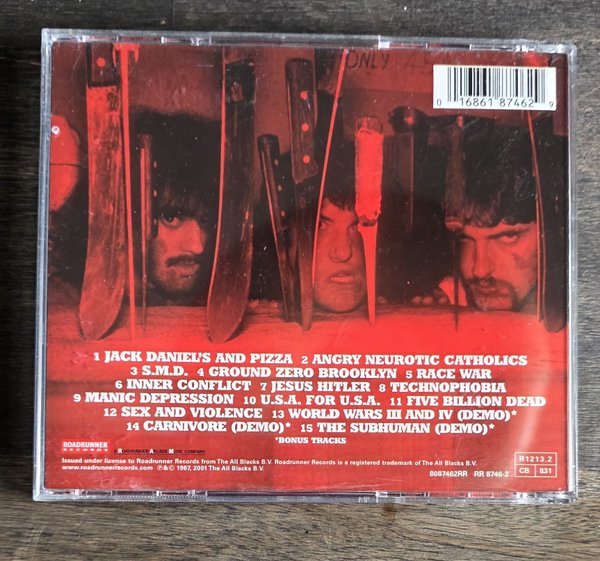 ONLY
0 16861 87462 9
1 JACK DANIEL'S AND PIZZA 2 ANGRY NEUROTIC CATHOLICS
3 S.M.D. 4 GROUND ZERO BROOKLYN 5 RACE WAR
6 INNER CONFLICT 7 JESUS HITLER 8 TECHNOPHOBIA
9 MANIC DEPRESSION 10 U.S.A. FOR U.S.A. 11 FIVE BILLION DEAD
12 SEX AND VIOLENCE 13 WORLD WARS III AND IV (DEMO)*
14 CARNIVORE (DEMO)* 15 THE SUBHUMAN (DEMO)*
*BONUS TRACKS
ROADRUNNER
RECORDS
A ROADRUNNER ARCADE MUSIC COMPANY
Issued under license to Roadrunner Records from The All Blacks B.V. Roadrunner Records is a registered trademark of The All Blacks B.V.
roadrunnerrecords.com ℗&© 1987, 2001 The All Blacks B.V.
8087462RR RR 8746-2
R1213.2
CB 831